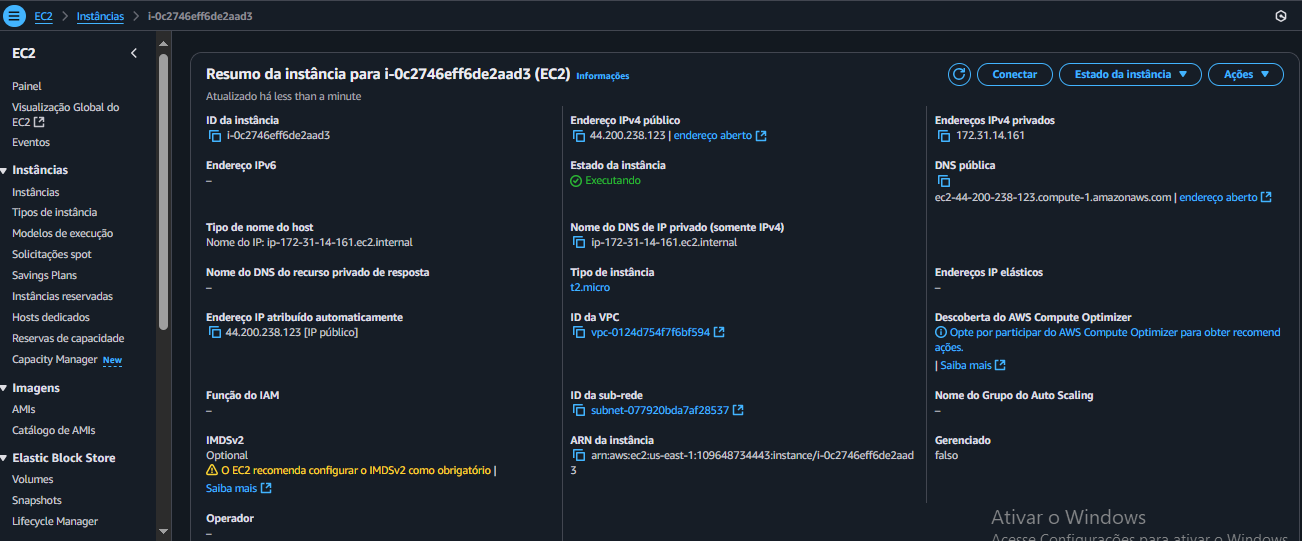 EC2 > Instâncias > i-0c2746eff6de2aad3
EC2
Painel
Visualização Global do
EC2
Eventos
Instâncias
Instâncias
Tipos de instância
Modelos de execução
Solicitações spot
Savings Plans
Instâncias reservadas
Hosts dedicados
Reservas de capacidade
Capacity Manager New
Imagens
AMIs
Catálogo de AMIs
Elastic Block Store
Volumes
Snapshots
Lifecycle Manager
Resumo da instância para i-0c2746eff6de2aad3 (EC2) Informações
Conectar
Estado da instância
Ações
Atualizado há less than a minute
ID da instância
i-0c2746eff6de2aad3
Endereço IPv4 público
44.200.238.123 | endereço aberto
Endereços IPv4 privados
172.31.14.161
Endereço IPv6
–
Estado da instância
Executando
DNS pública
ec2-44-200-238-123.compute-1.amazonaws.com | endereço aberto
Tipo de nome do host
Nome do IP: ip-172-31-14-161.ec2.internal
Nome do DNS de IP privado (somente IPv4)
ip-172-31-14-161.ec2.internal
Nome do DNS do recurso privado de resposta
–
Tipo de instância
t2.micro
Endereços IP elásticos
–
Endereço IP atribuído automaticamente
44.200.238.123 [IP público]
ID da VPC
vpc-0124d754f7f6bf594
Descoberta do AWS Compute Optimizer
Opte por participar do AWS Compute Optimizer para obter recomend
ações.
| Saiba mais
Função do IAM
–
ID da sub-rede
subnet-077920bda7af28537
Nome do Grupo do Auto Scaling
–
IMDSv2
Optional
O EC2 recomenda configurar o IMDSv2 como obrigatório |
Saiba mais
ARN da instância
arn:aws:ec2:us-east-1:109648734443:instance/i-0c2746eff6de2aad
3
Gerenciado
falso
Operador
–
Ativar o Windows
Acesse Configurações para ativar o Windows.